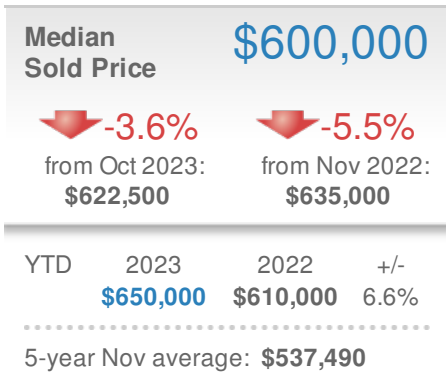 Median
Sold Price
$600,000
-3.6%
from Oct 2023:
$622,500
-5.5%
from Nov 2022:
$635,000
YTD 2023 2022 +/-
$650,000 $610,000 6.6%
5-year Nov average: $537,490